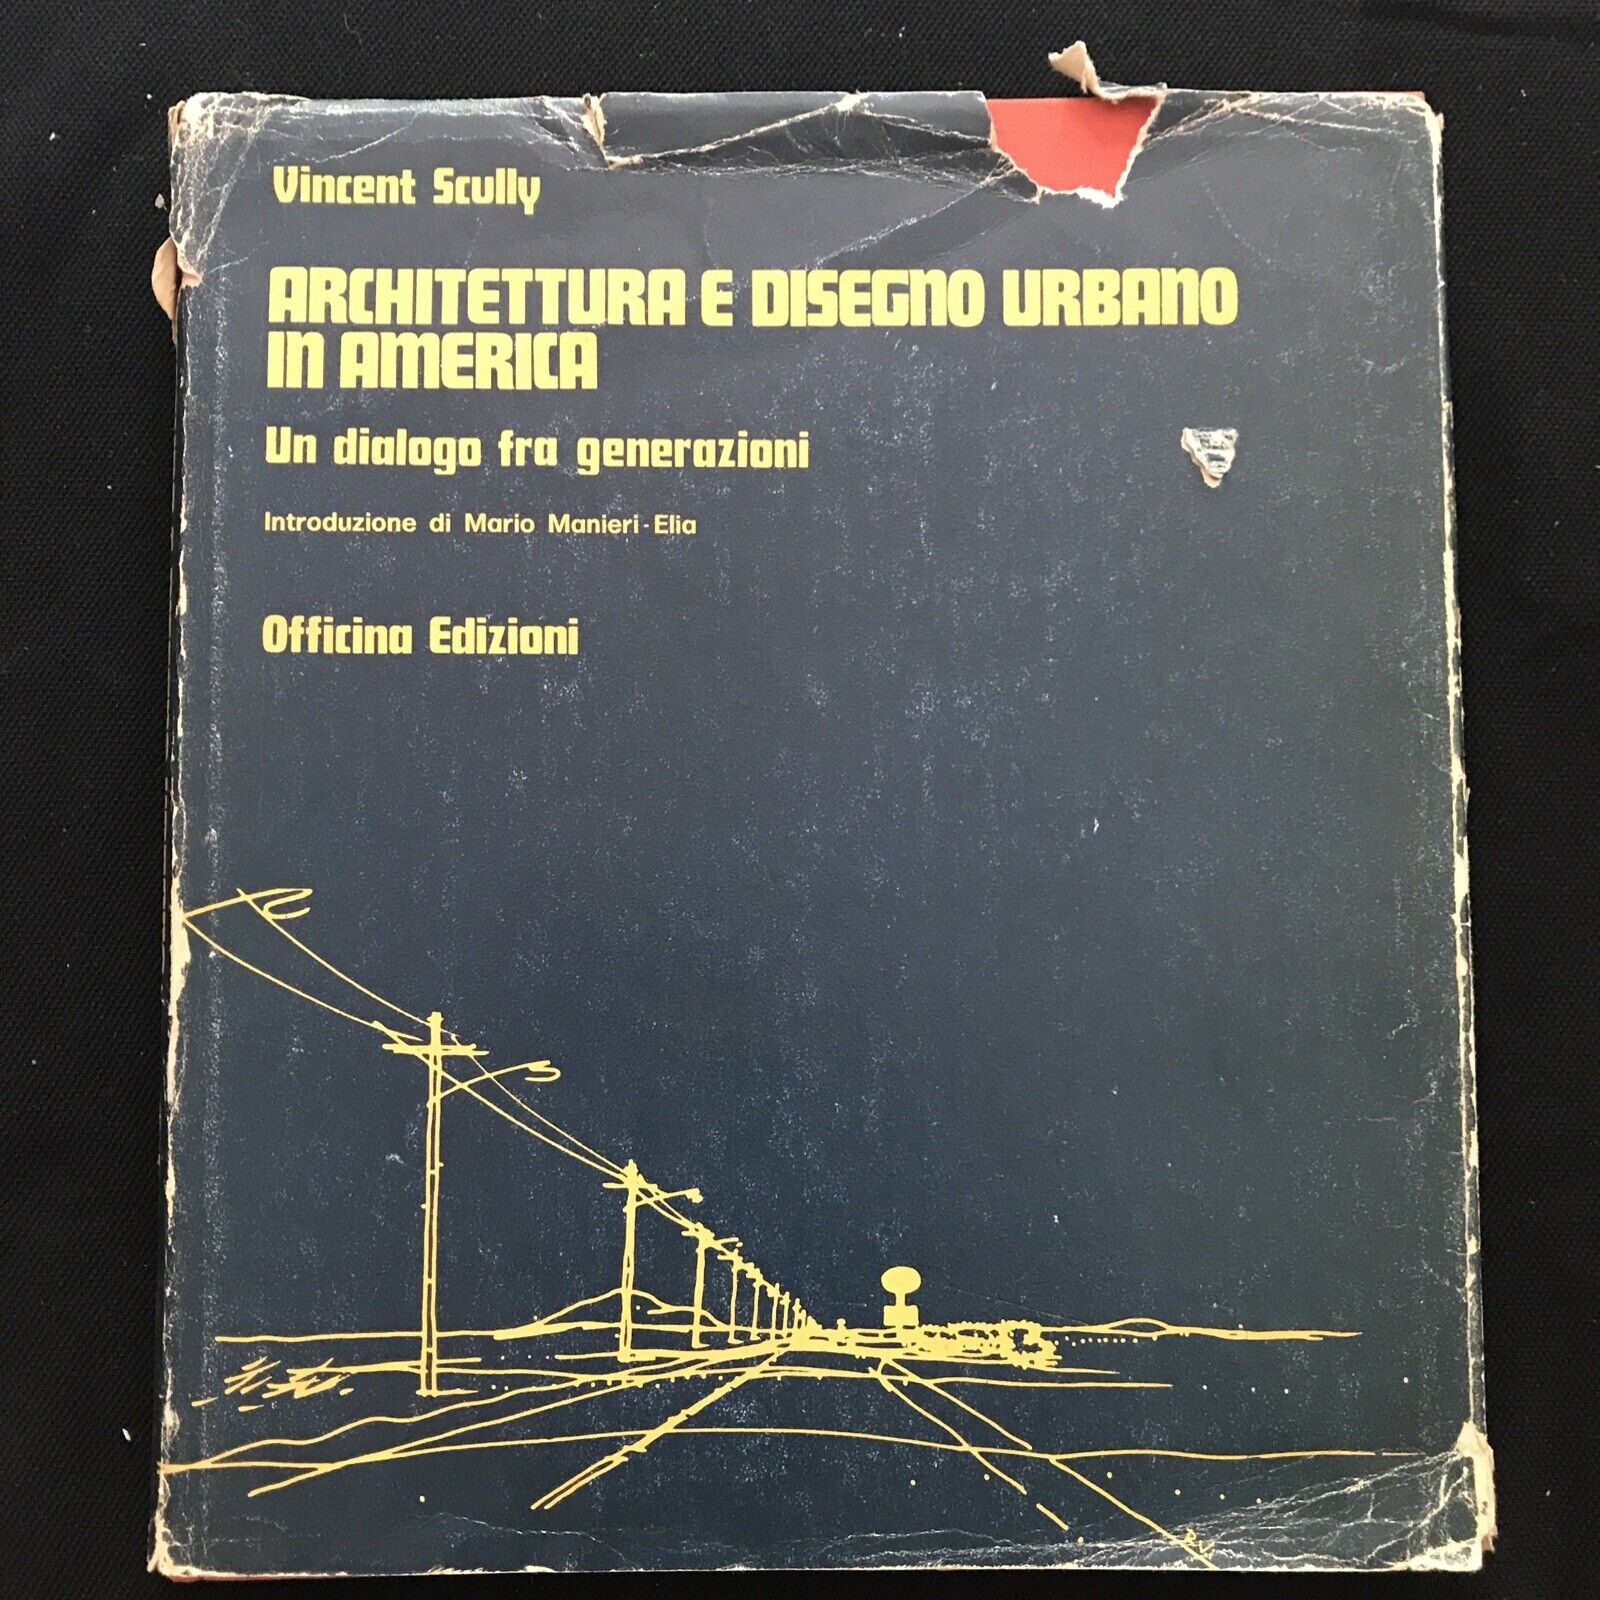 Vincent Scully
ARCHITETTURA E DISEGNO URBANO
IN AMERICA
Un dialogo fra generazioni
Introduzione di Mario Manieri-Elia
Officina Edizioni